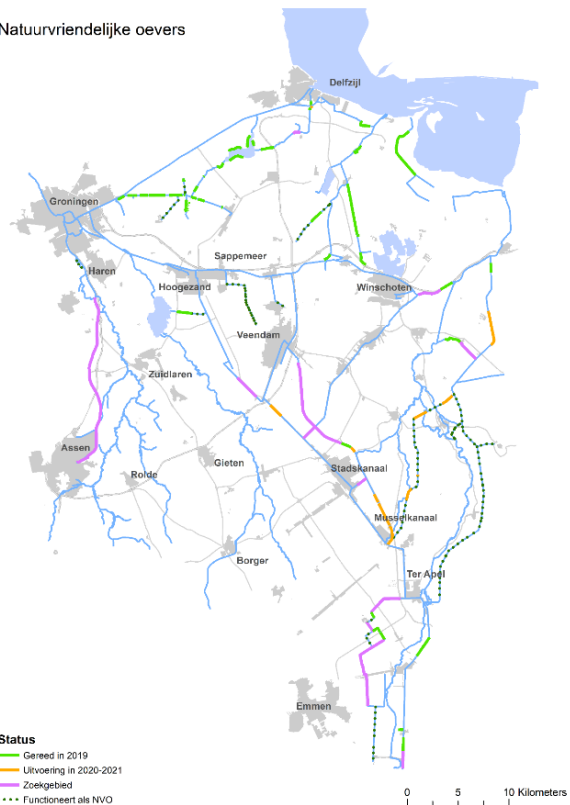 Natuurvriendelijke oevers
Delfzijl
Groningen
Haren
Sappemeer
Hoogezand
Winschoten
Veendam
Zuidlaren
Assen
Rolde
Gieten
Stadskanaal
Musselkanaal
Borger
Ter Apel
Emmen
Status
Gereed in 2019
Uitvoering in 2020-2021
Zoekgebied
Functioneert als NVO
0 5 10 Kilometers